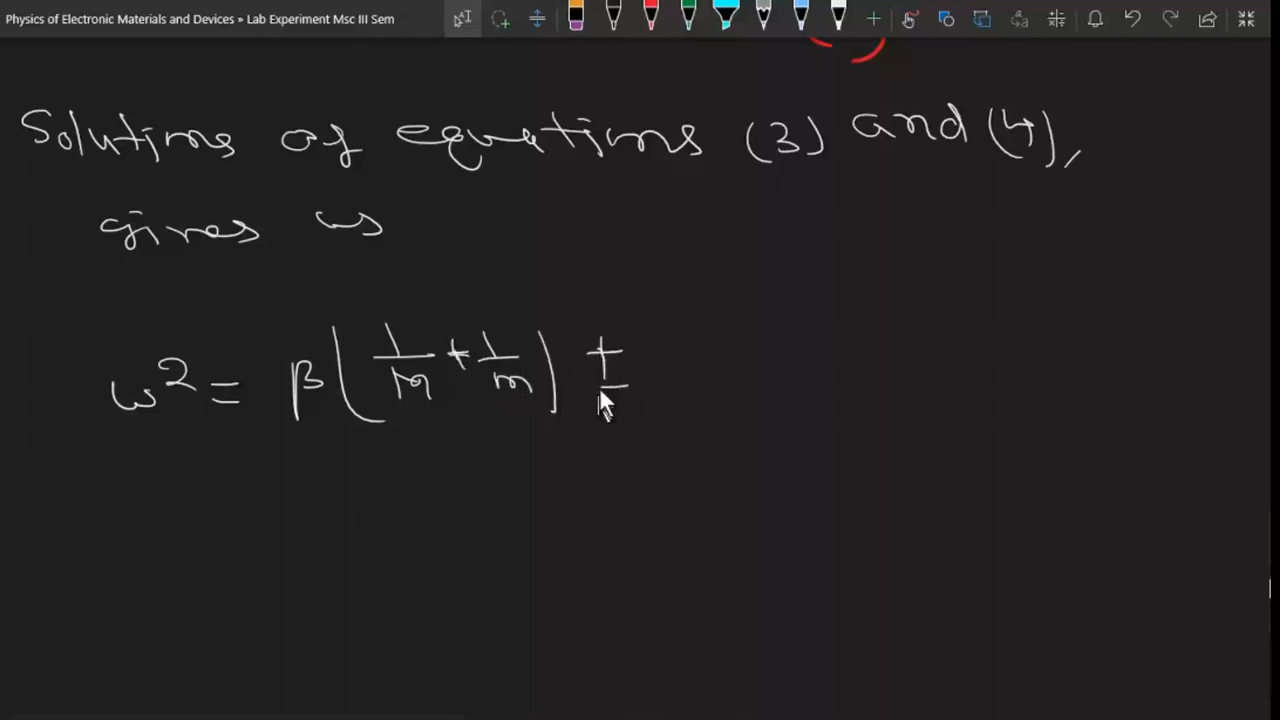 Physics of Electronic Materials and Devices » Lab Experiment Msc III Sem
Solutions of equations (3) and (4),
gives us
ω² = β(1/M + 1/m) ±